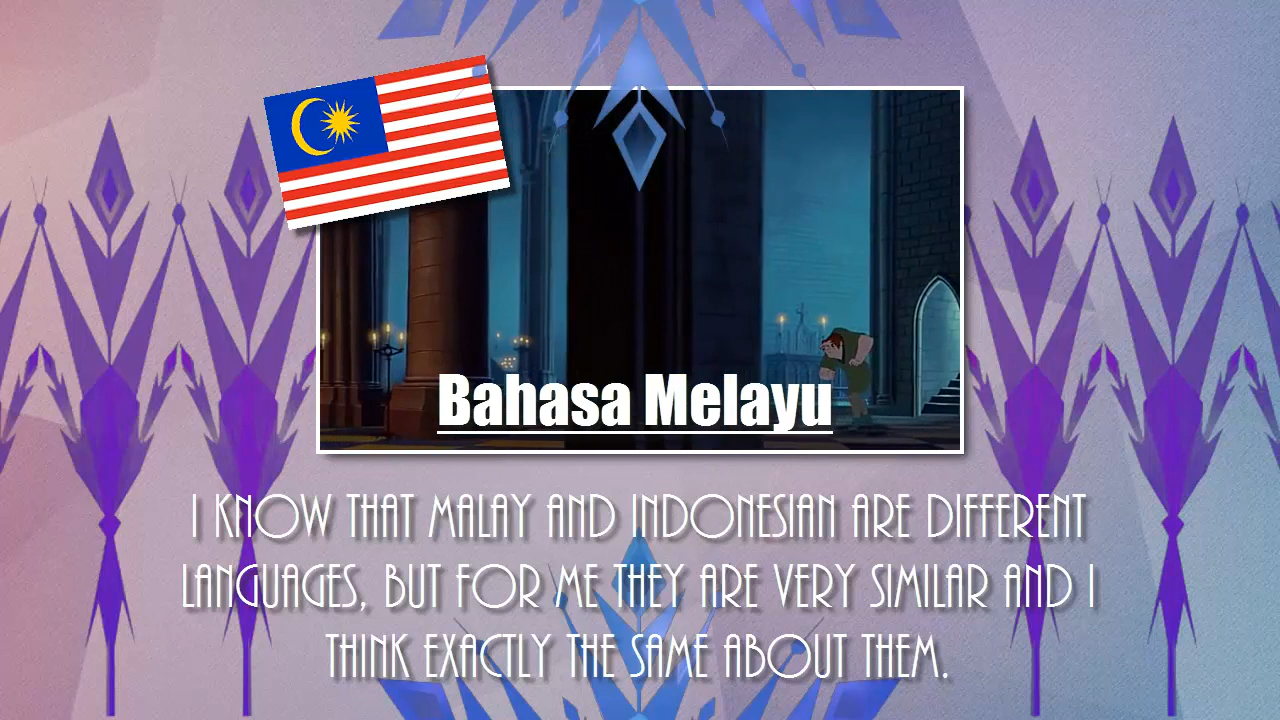 Bahasa Melayu
I KNOW THAT MALAY AND INDONESIAN ARE DIFFERENT
LANGUAGES, BUT FOR ME THEY ARE VERY SIMILAR AND I
THINK EXACTLY THE SAME ABOUT THEM.